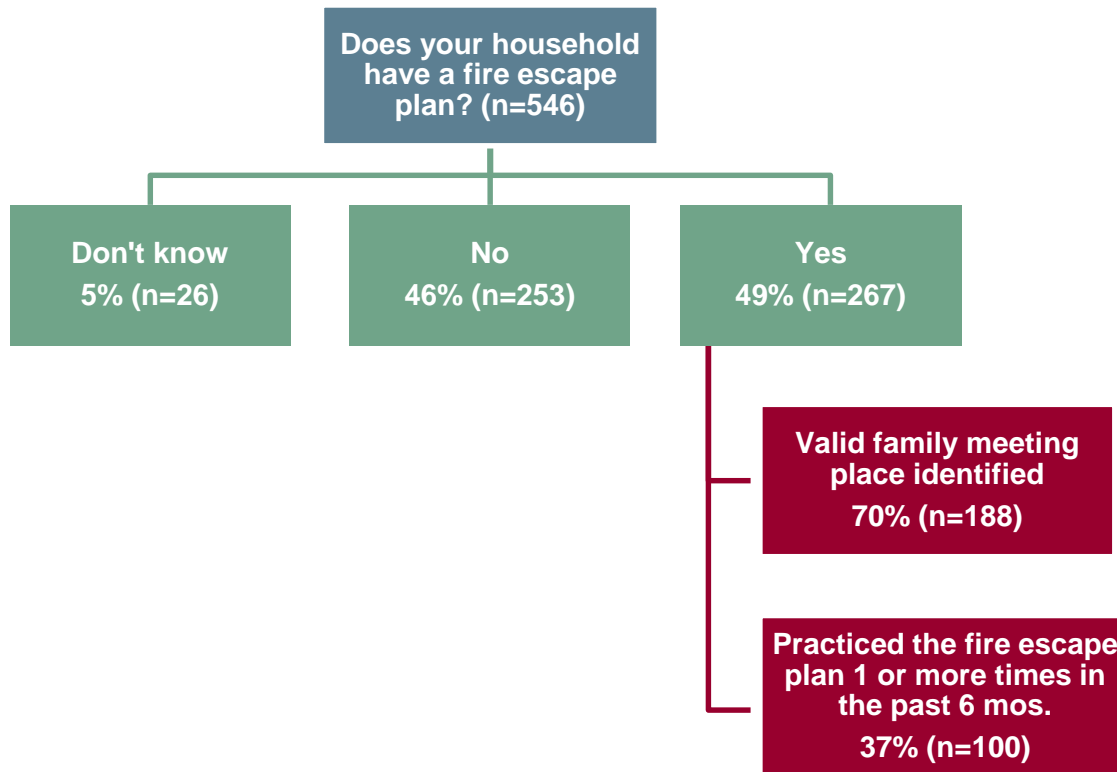 Does your household
have a fire escape
plan? (n=546)
Don't know
5% (n=26)
No
46% (n=253)
Yes
49% (n=267)
Valid family meeting
place identified
70% (n=188)
Practiced the fire escape
plan 1 or more times in
the past 6 mos.
37% (n=100)